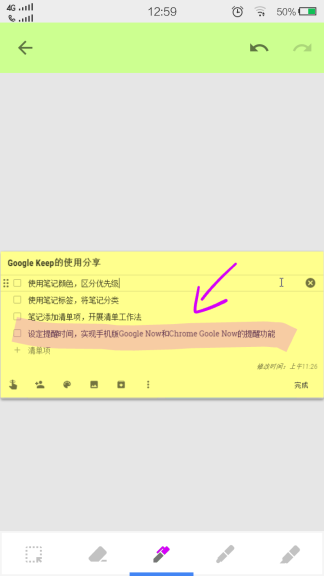 4G
12:59
50%
Google Keep的使用分享
使用笔记颜色，区分优先级
使用笔记标签，将笔记分类
笔记添加清单项，开展清单工作法
设定提醒时间，实现手机版Google Now和Chrome Goole Now的提醒功能
+ 清单项
修改时间：上午11:26
完成